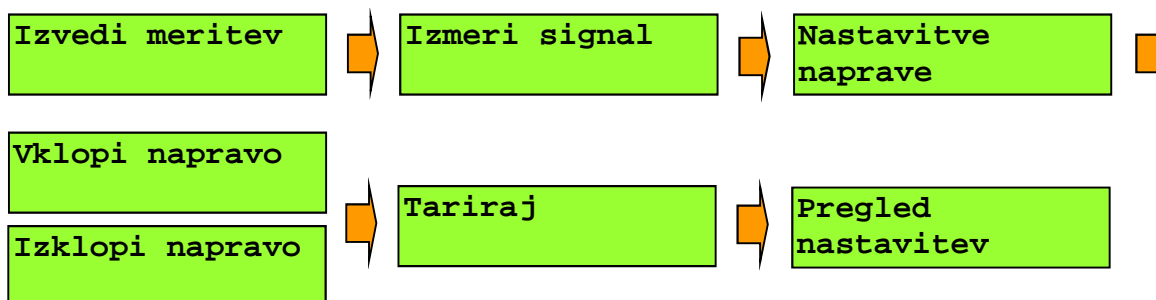 Izvedi meritev
Izmeri signal
Nastavitve
naprave
Vklopi napravo
Izklopi napravo
Tariraj
Pregled
nastavitev